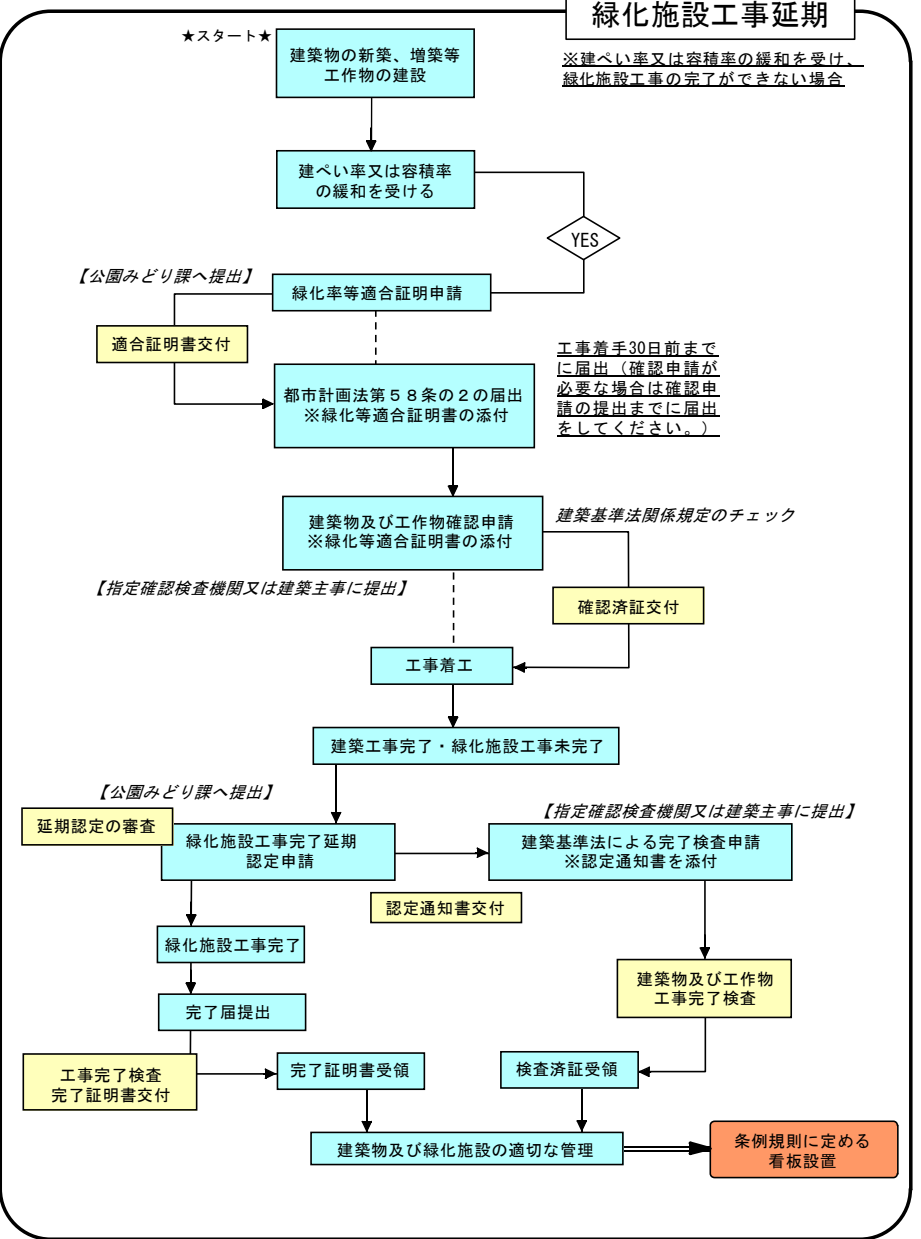 緑化施設工事延期
★スタート★
建築物の新築、増築等
工作物の建設
※建ぺい率又は容積率の緩和を受け、
緑化施設工事の完了ができない場合
建ぺい率又は容積率
の緩和を受ける
YES
【公園みどり課へ提出】
緑化率等適合証明申請
適合証明書交付
工事着手30日前まで
に届出（確認申請が
必要な場合は確認申
請の提出までに届出
をしてください。）
都市計画法第５８条の２の届出
※緑化等適合証明書の添付
建築物及び工作物確認申請
※緑化等適合証明書の添付
建築基準法関係規定のチェック
【指定確認検査機関又は建築主事に提出】
確認済証交付
工事着工
建築工事完了・緑化施設工事未完了
【公園みどり課へ提出】
【指定確認検査機関又は建築主事に提出】
延期認定の審査
緑化施設工事完了延期
認定申請
建築基準法による完了検査申請
※認定通知書を添付
認定通知書交付
緑化施設工事完了
建築物及び工作物
工事完了検査
完了届提出
工事完了検査
完了証明書交付
完了証明書受領
検査済証受領
建築物及び緑化施設の適切な管理
条例規則に定める
看板設置